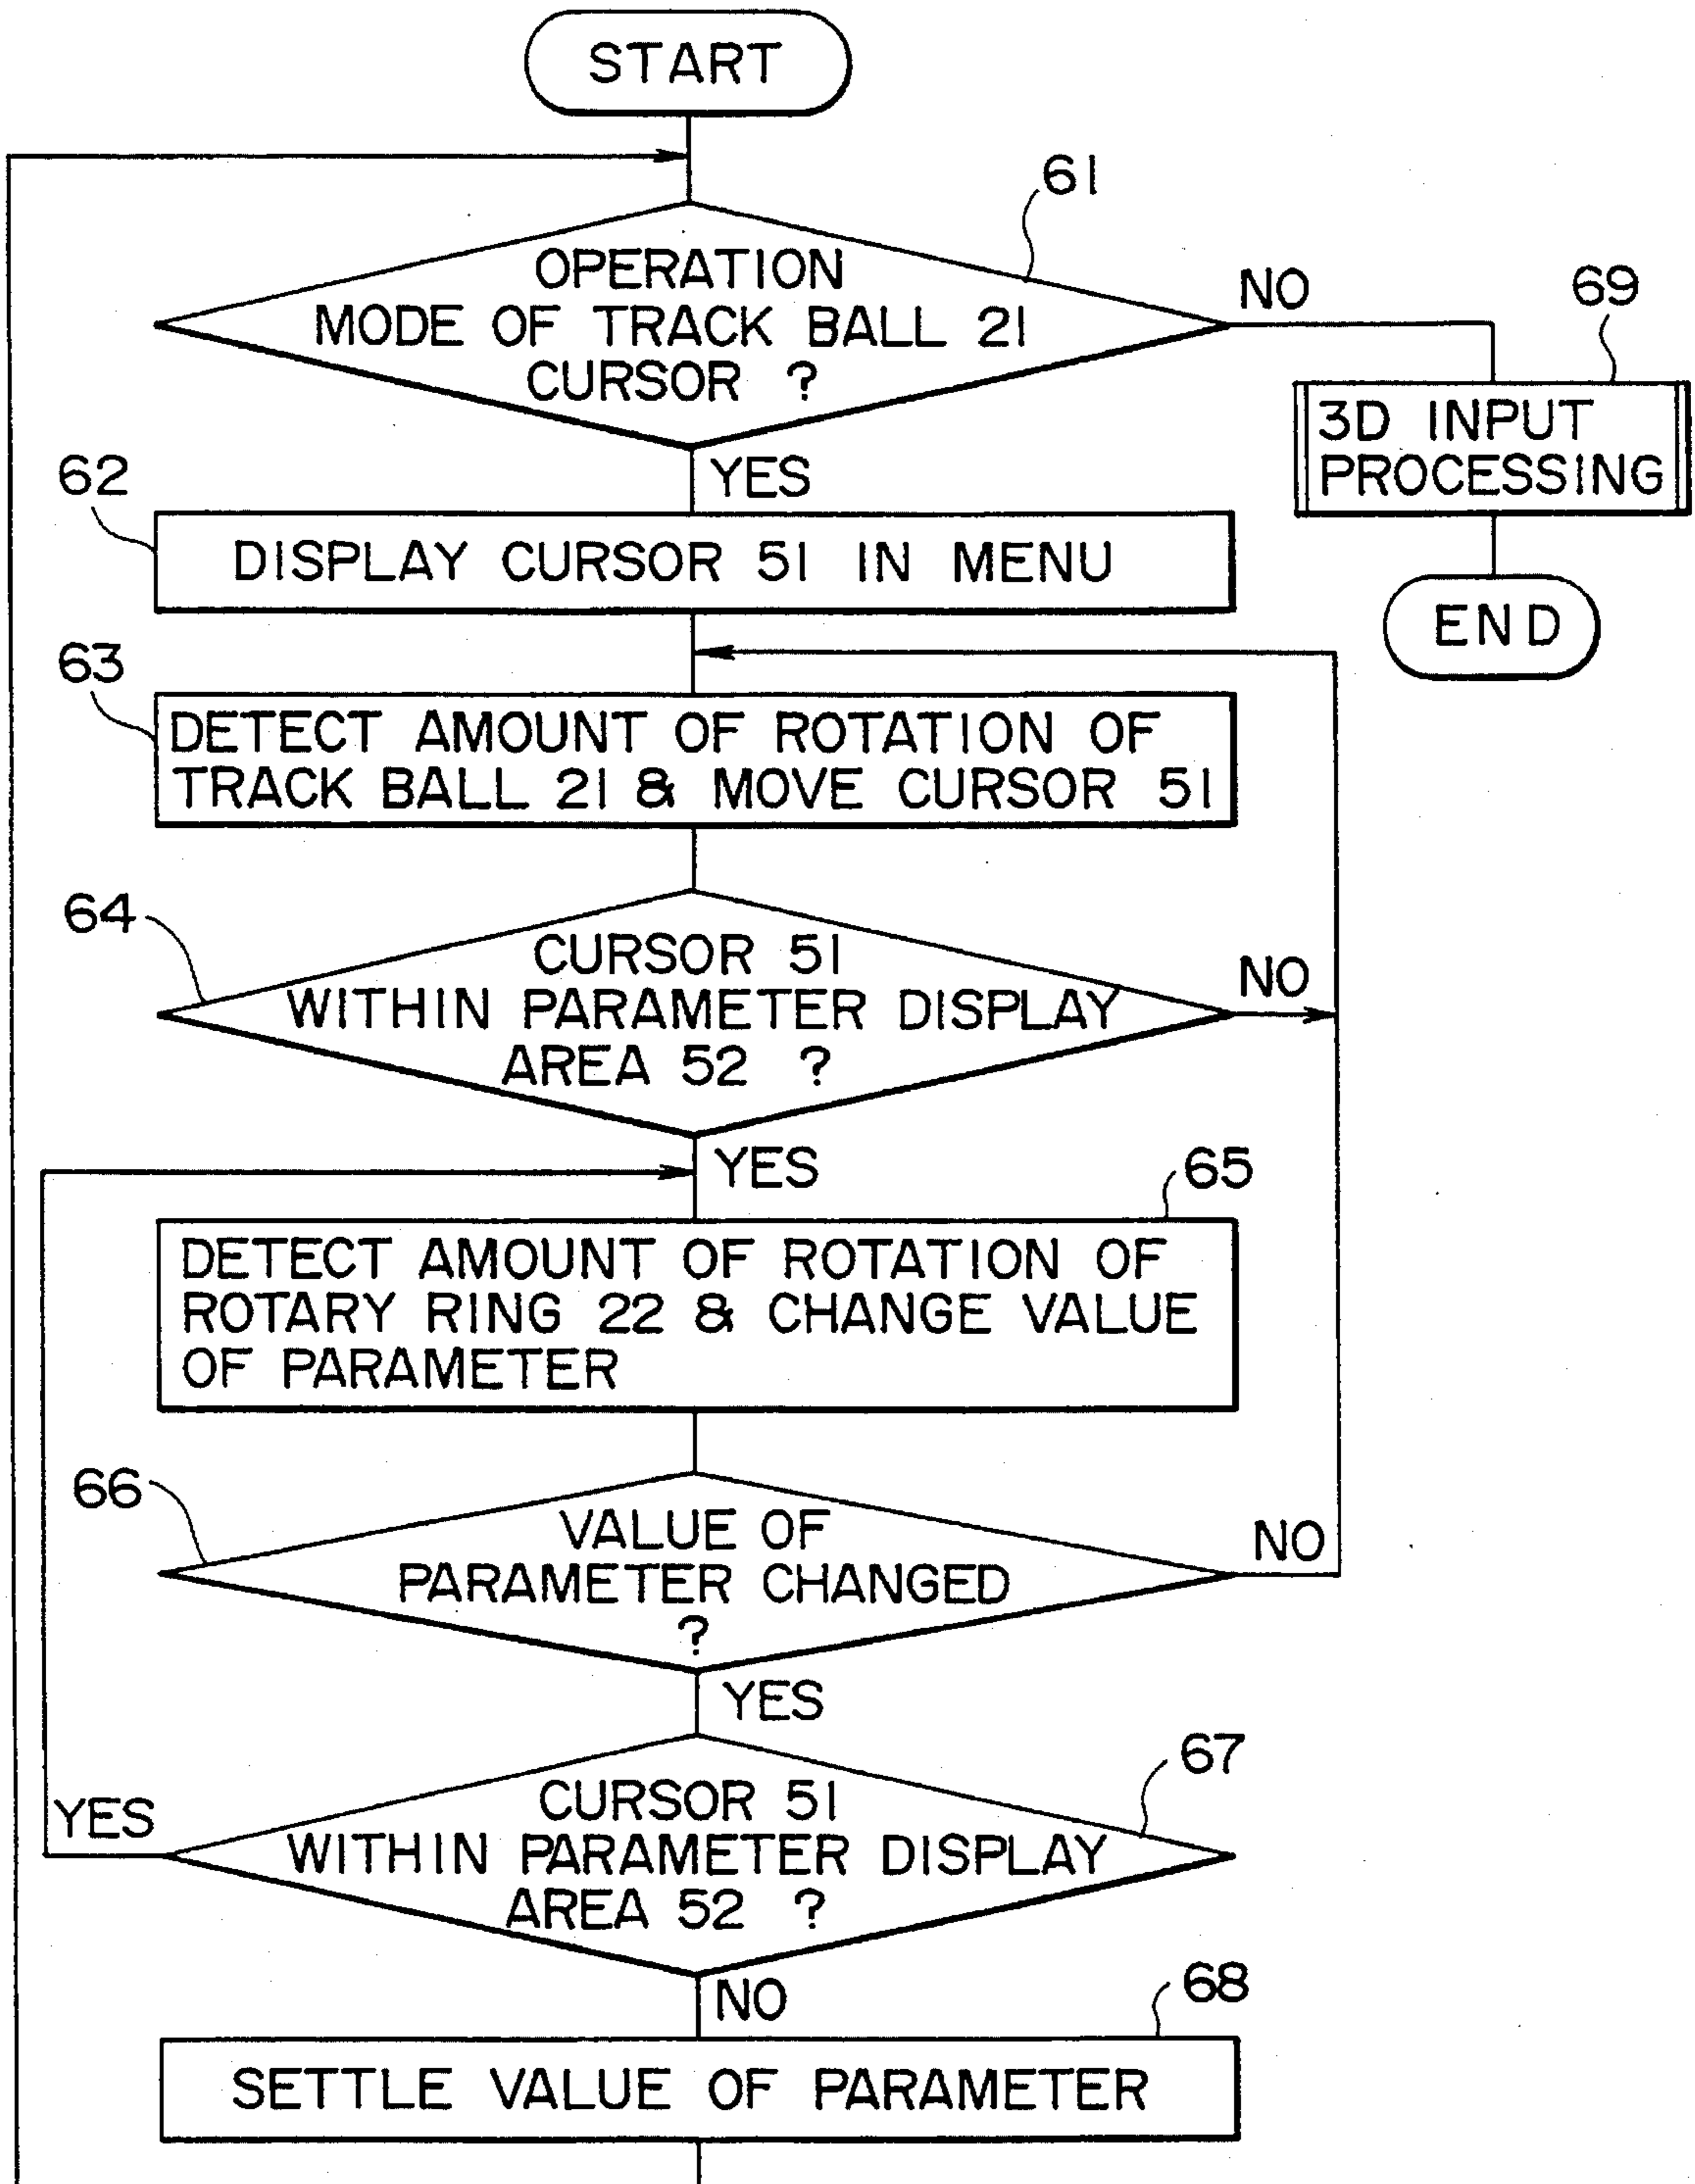 START
61
OPERATION
MODE OF TRACK BALL 21
CURSOR ?
NO
69
3D INPUT
PROCESSING
END
YES
62
DISPLAY CURSOR 51 IN MENU
63
DETECT AMOUNT OF ROTATION OF
TRACK BALL 21 & MOVE CURSOR 51
64
CURSOR 51
WITHIN PARAMETER DISPLAY
AREA 52 ?
NO
YES
65
DETECT AMOUNT OF ROTATION OF
ROTARY RING 22 & CHANGE VALUE
OF PARAMETER
66
VALUE OF
PARAMETER CHANGED
?
NO
YES
67
CURSOR 51
WITHIN PARAMETER DISPLAY
AREA 52 ?
YES
NO
68
SETTLE VALUE OF PARAMETER